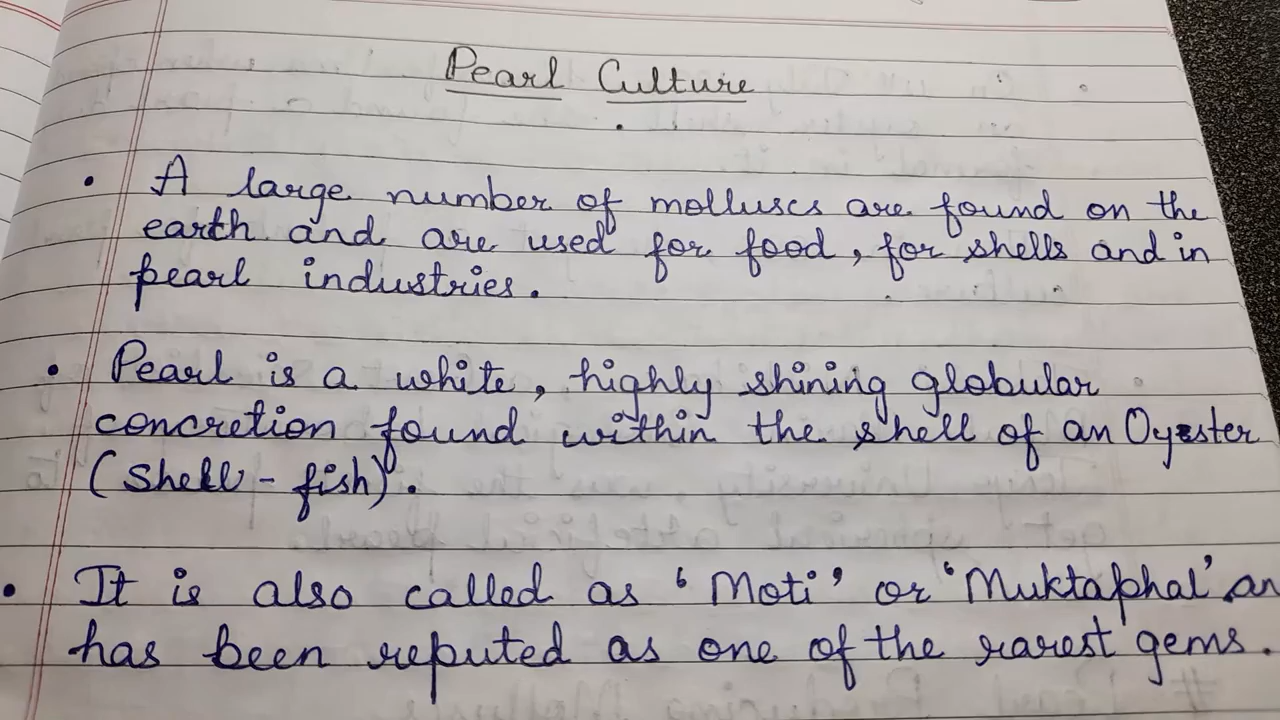 Pearl Culture
• A large number of molluscs are found on the
earth and are used for food, for shells and in
pearl industries.
• Pearl is a white, highly shining globular
concretion found within the shell of an Oyester
(Shell - fish).
• It is also called as ‘Moti’ or ‘Muktaphal’ an
has been reputed as one of the rarest gems.